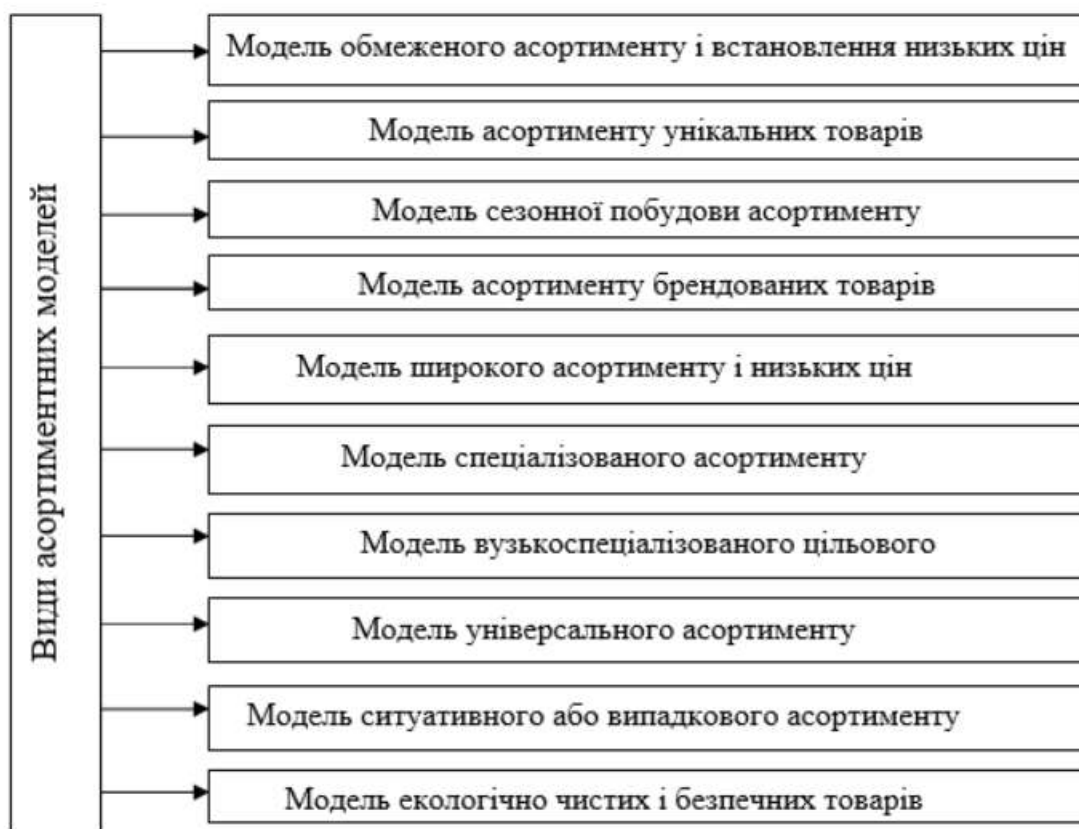 Види асортиментних моделей
Модель обмеженого асортименту і встановлення низьких цін
Модель асортименту унікальних товарів
Модель сезонної побудови асортименту
Модель асортименту брендованих товарів
Модель широкого асортименту і низьких цін
Модель спеціалізованого асортименту
Модель вузькоспеціалізованого цільового
Модель універсального асортименту
Модель ситуативного або випадкового асортименту
Модель екологічно чистих і безпечних товарів